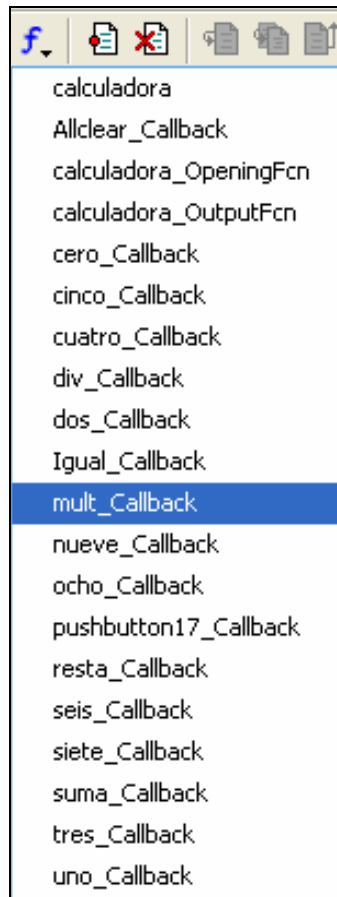 f
calculadora
Allclear_Callback
calculadora_OpeningFcn
calculadora_OutputFcn
cero_Callback
cinco_Callback
cuatro_Callback
div_Callback
dos_Callback
Igual_Callback
mult_Callback
nueve_Callback
ocho_Callback
pushbutton17_Callback
resta_Callback
seis_Callback
siete_Callback
suma_Callback
tres_Callback
uno_Callback